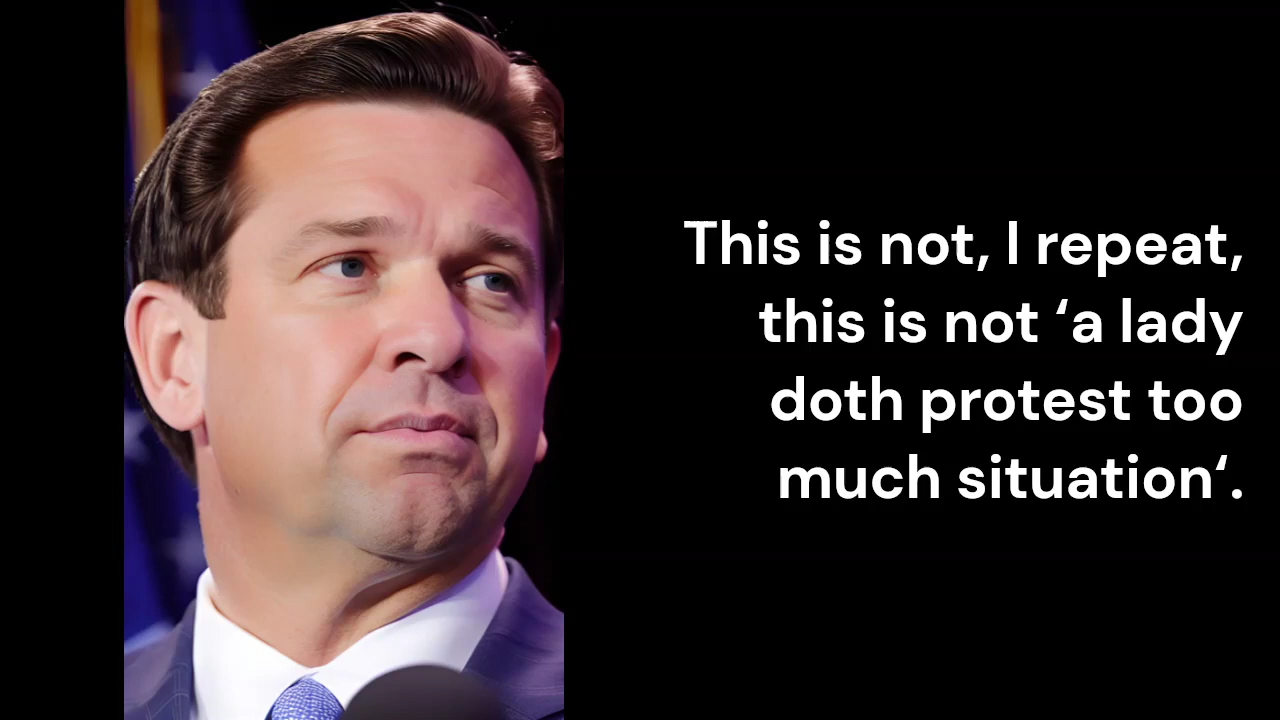 This is not, I repeat,
this is not ‘a lady
doth protest too
much situation‘.